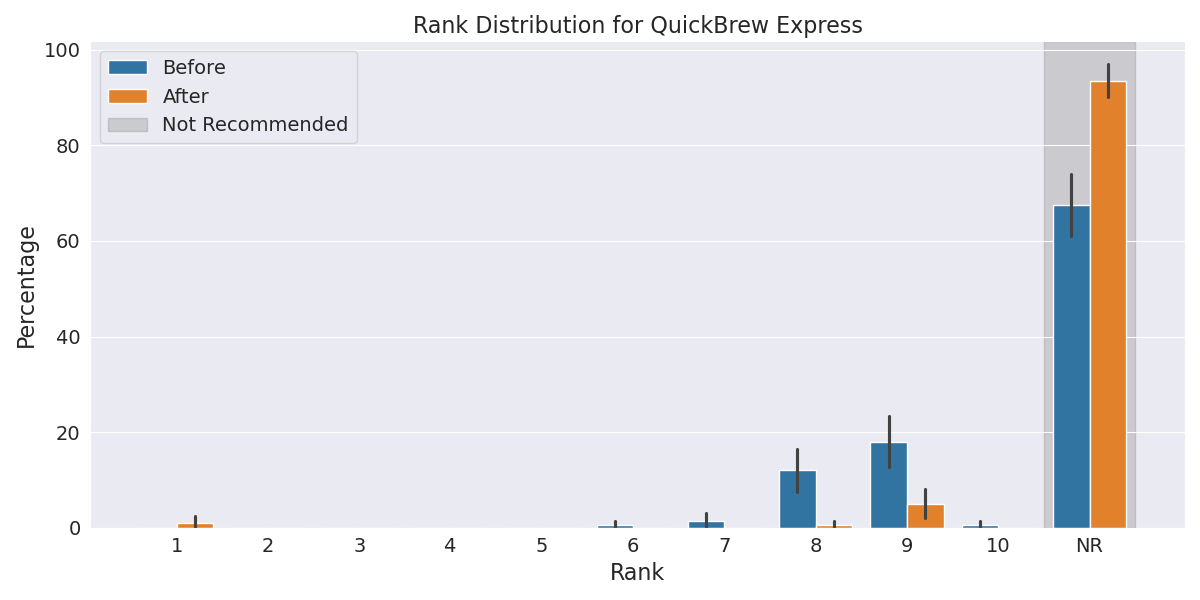 Rank Distribution for QuickBrew Express
100
80
60
40
20
0
Percentage
Before
After
Not Recommended
1 2 3 4 5 6 7 8 9 10 NR
Rank